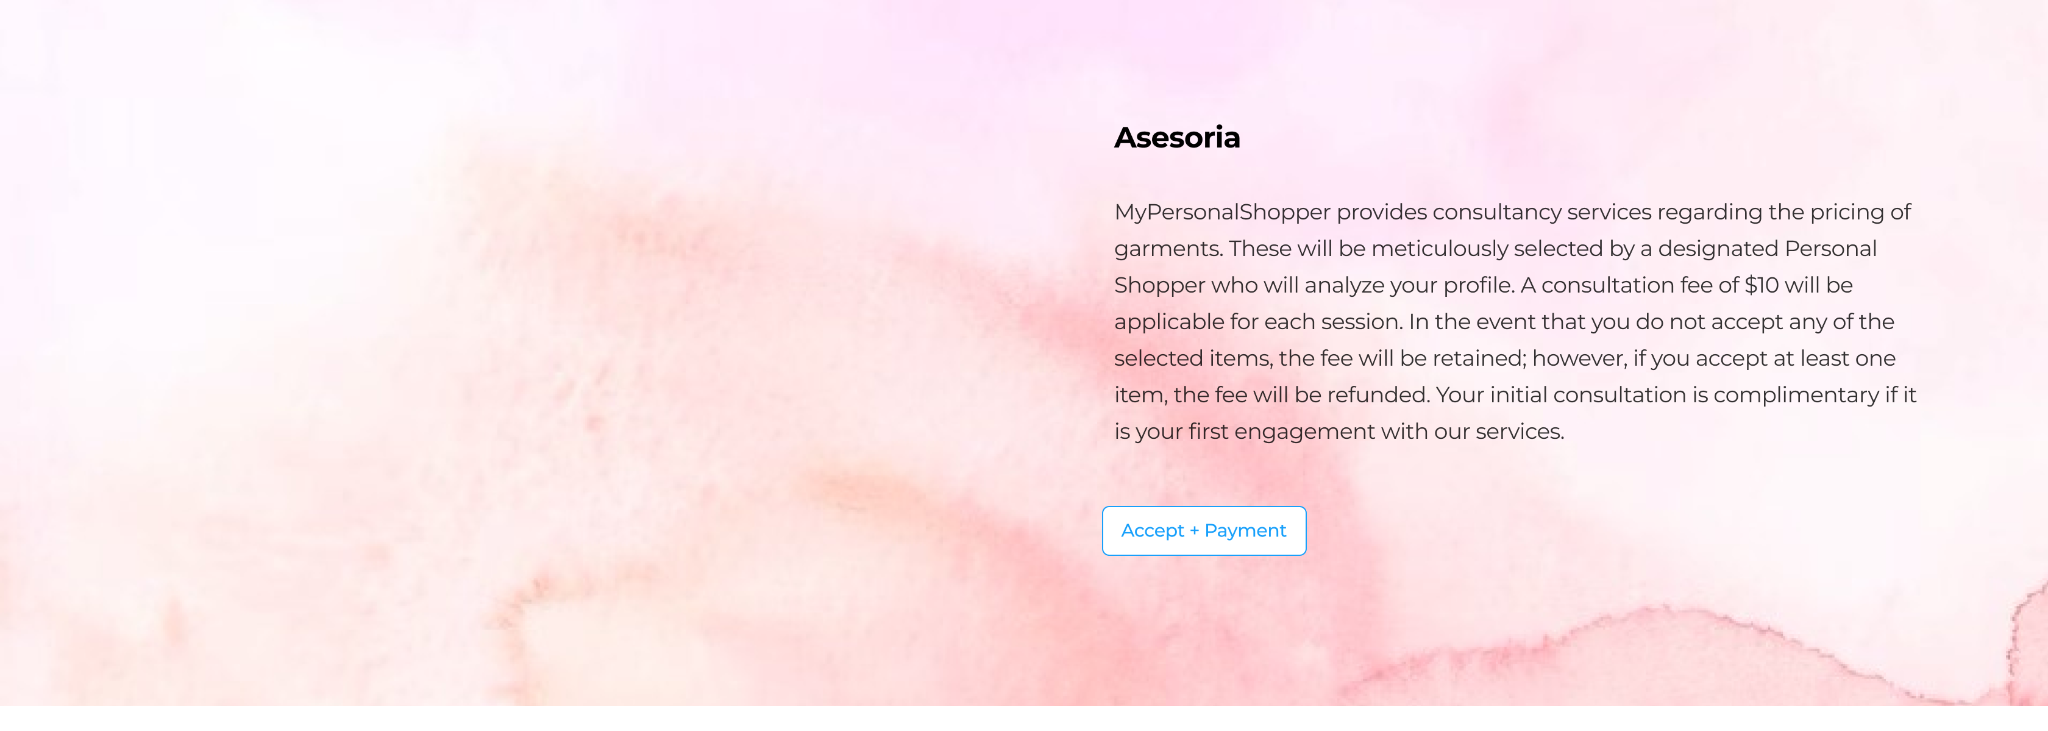 Asesoria
MyPersonalShopper provides consultancy services regarding the pricing of
garments. These will be meticulously selected by a designated Personal
Shopper who will analyze your profile. A consultation fee of $10 will be
applicable for each session. In the event that you do not accept any of the
selected items, the fee will be retained; however, if you accept at least one
item, the fee will be refunded. Your initial consultation is complimentary if it
is your first engagement with our services.
Accept + Payment